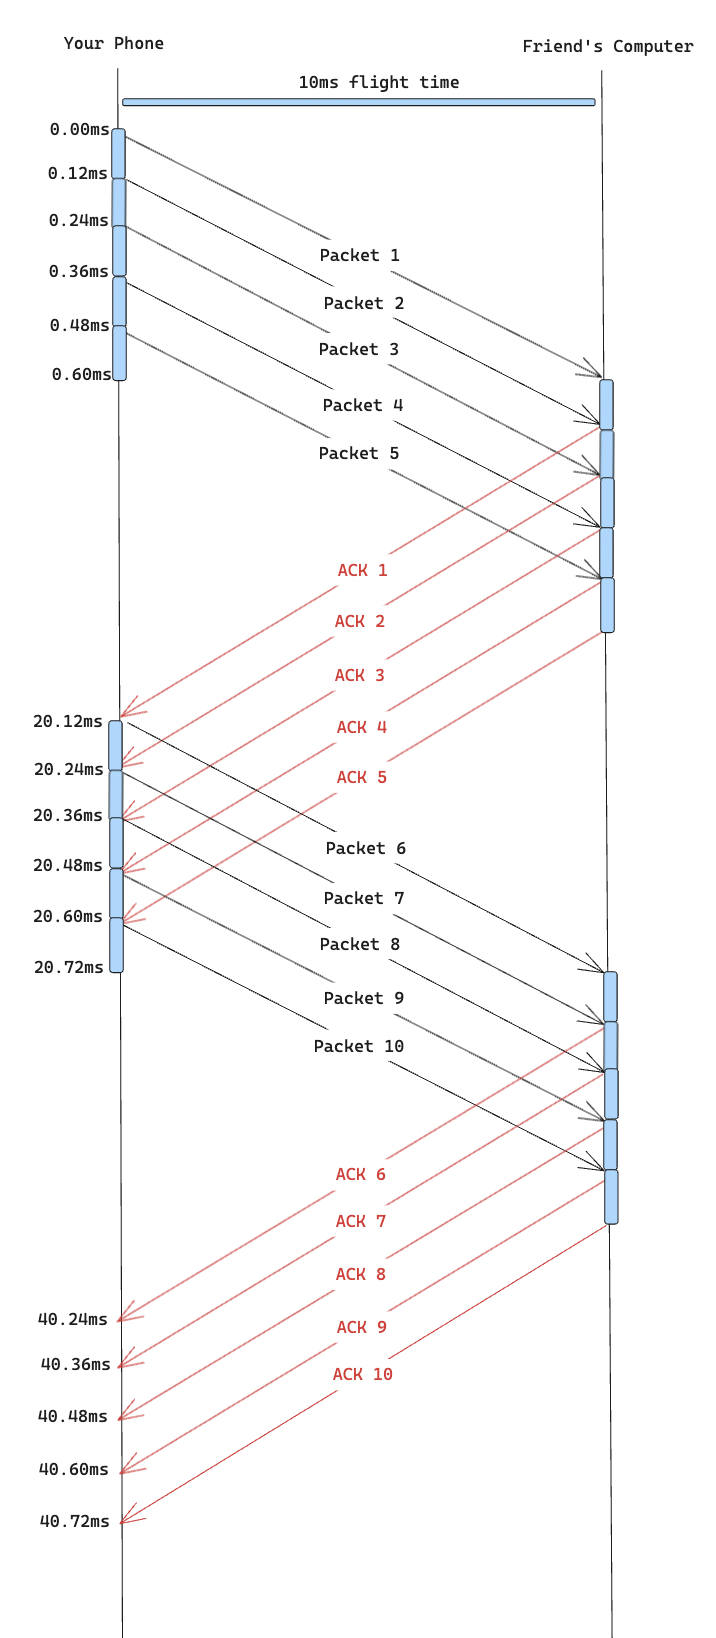 Your Phone
Friend's Computer
10ms flight time
0.00ms
0.12ms
0.24ms
Packet 1
0.36ms
Packet 2
0.48ms
Packet 3
0.60ms
Packet 4
Packet 5
ACK 1
ACK 2
ACK 3
20.12ms
ACK 4
20.24ms
ACK 5
20.36ms
Packet 6
20.48ms
Packet 7
20.60ms
Packet 8
20.72ms
Packet 9
Packet 10
ACK 6
ACK 7
ACK 8
40.24ms
ACK 9
40.36ms
ACK 10
40.48ms
40.60ms
40.72ms